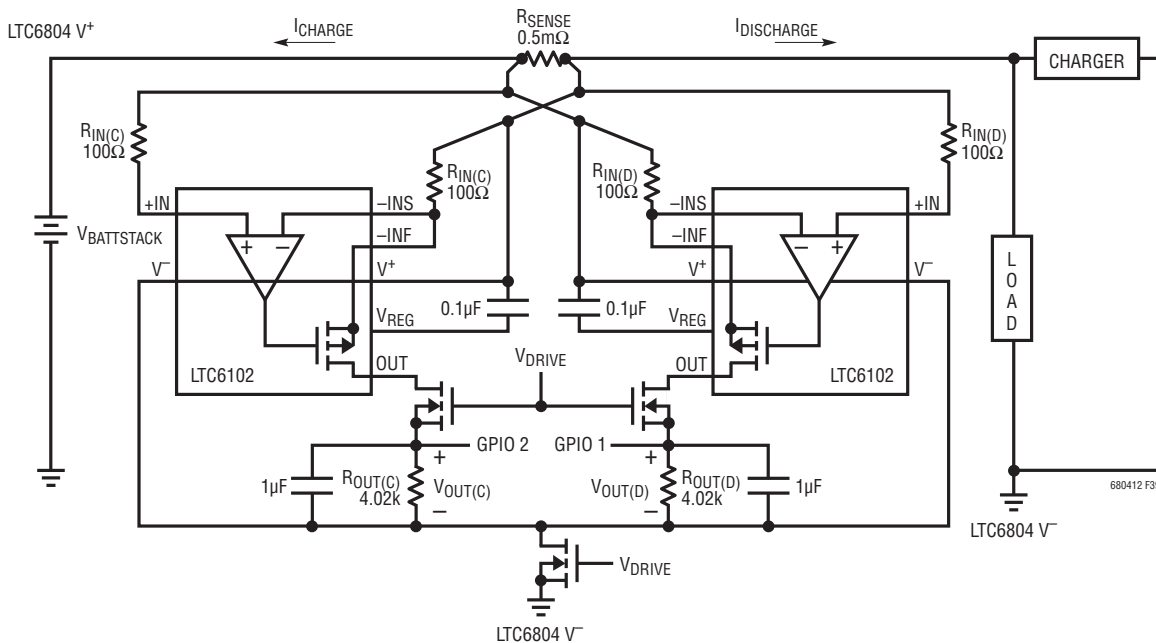 LTC6804 V+
ICHARGE
RSENSE
0.5mΩ
IDISCHARGE
CHARGER
RIN(C)
100Ω
RIN(C)
100Ω
RIN(D)
100Ω
RIN(D)
100Ω
+IN
–INS
–INS
+IN
+ –
– +
–INF
–INF
VBATTSTACK
V–
V+
V+
V–
LOAD
0.1µF
0.1µF
VREG
VREG
VDRIVE
OUT
OUT
LTC6102
LTC6102
GPIO 2
GPIO 1
+
+
1µF
ROUT(C)
4.02k
VOUT(C)
VOUT(D)
ROUT(D)
4.02k
1µF
–
–
680412 F39
LTC6804 V–
VDRIVE
LTC6804 V–